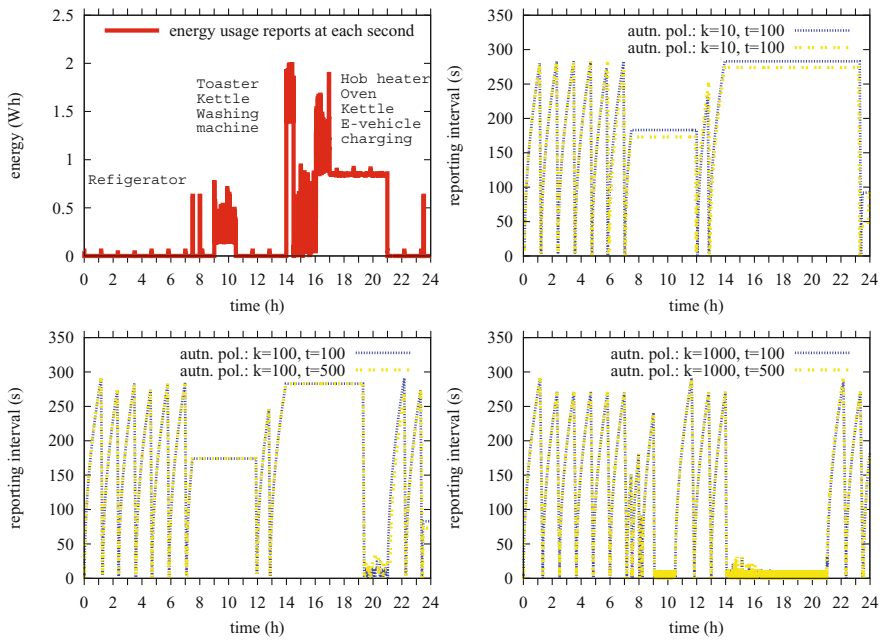 energy usage reports at each second
Toaster
Kettle
Washing
machine
Hob heater
Oven
Kettle
E-vehicle
charging
Refigerator
energy (Wh)
2.5
2
1.5
1
0.5
0
0 2 4 6 8 10 12 14 16 18 20 22 24
time (h)
autn. pol.: k=10, t=100
autn. pol.: k=10, t=100
reporting interval (s)
350
300
250
200
150
100
50
0
0 2 4 6 8 10 12 14 16 18 20 22 24
time (h)
autn. pol.: k=100, t=100
autn. pol.: k=100, t=500
reporting interval (s)
350
300
250
200
150
100
50
0
0 2 4 6 8 10 12 14 16 18 20 22 24
time (h)
autn. pol.: k=1000, t=100
autn. pol.: k=1000, t=500
reporting interval (s)
350
300
250
200
150
100
50
0
0 2 4 6 8 10 12 14 16 18 20 22 24
time (h)